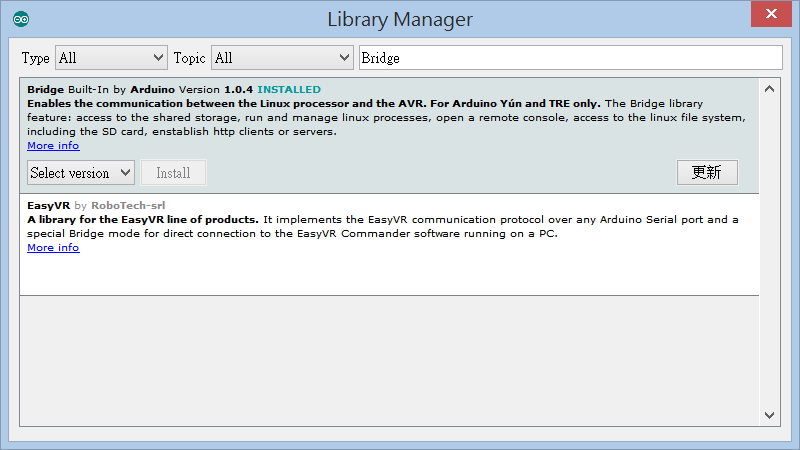 Library Manager
Type All Topic All Bridge
Bridge Built-In by Arduino Version 1.0.4 INSTALLED
Enables the communication between the Linux processor and the AVR. For Arduino Yún and TRE only. The Bridge library
feature: access to the shared storage, run and manage linux processes, open a remote console, access to the linux file system,
including the SD card, enstablish http clients or servers.
More info
Select version Install 更新
EasyVR by RoboTech-srl
A library for the EasyVR line of products. It implements the EasyVR communication protocol over any Arduino Serial port and a
special Bridge mode for direct connection to the EasyVR Commander software running on a PC.
More info